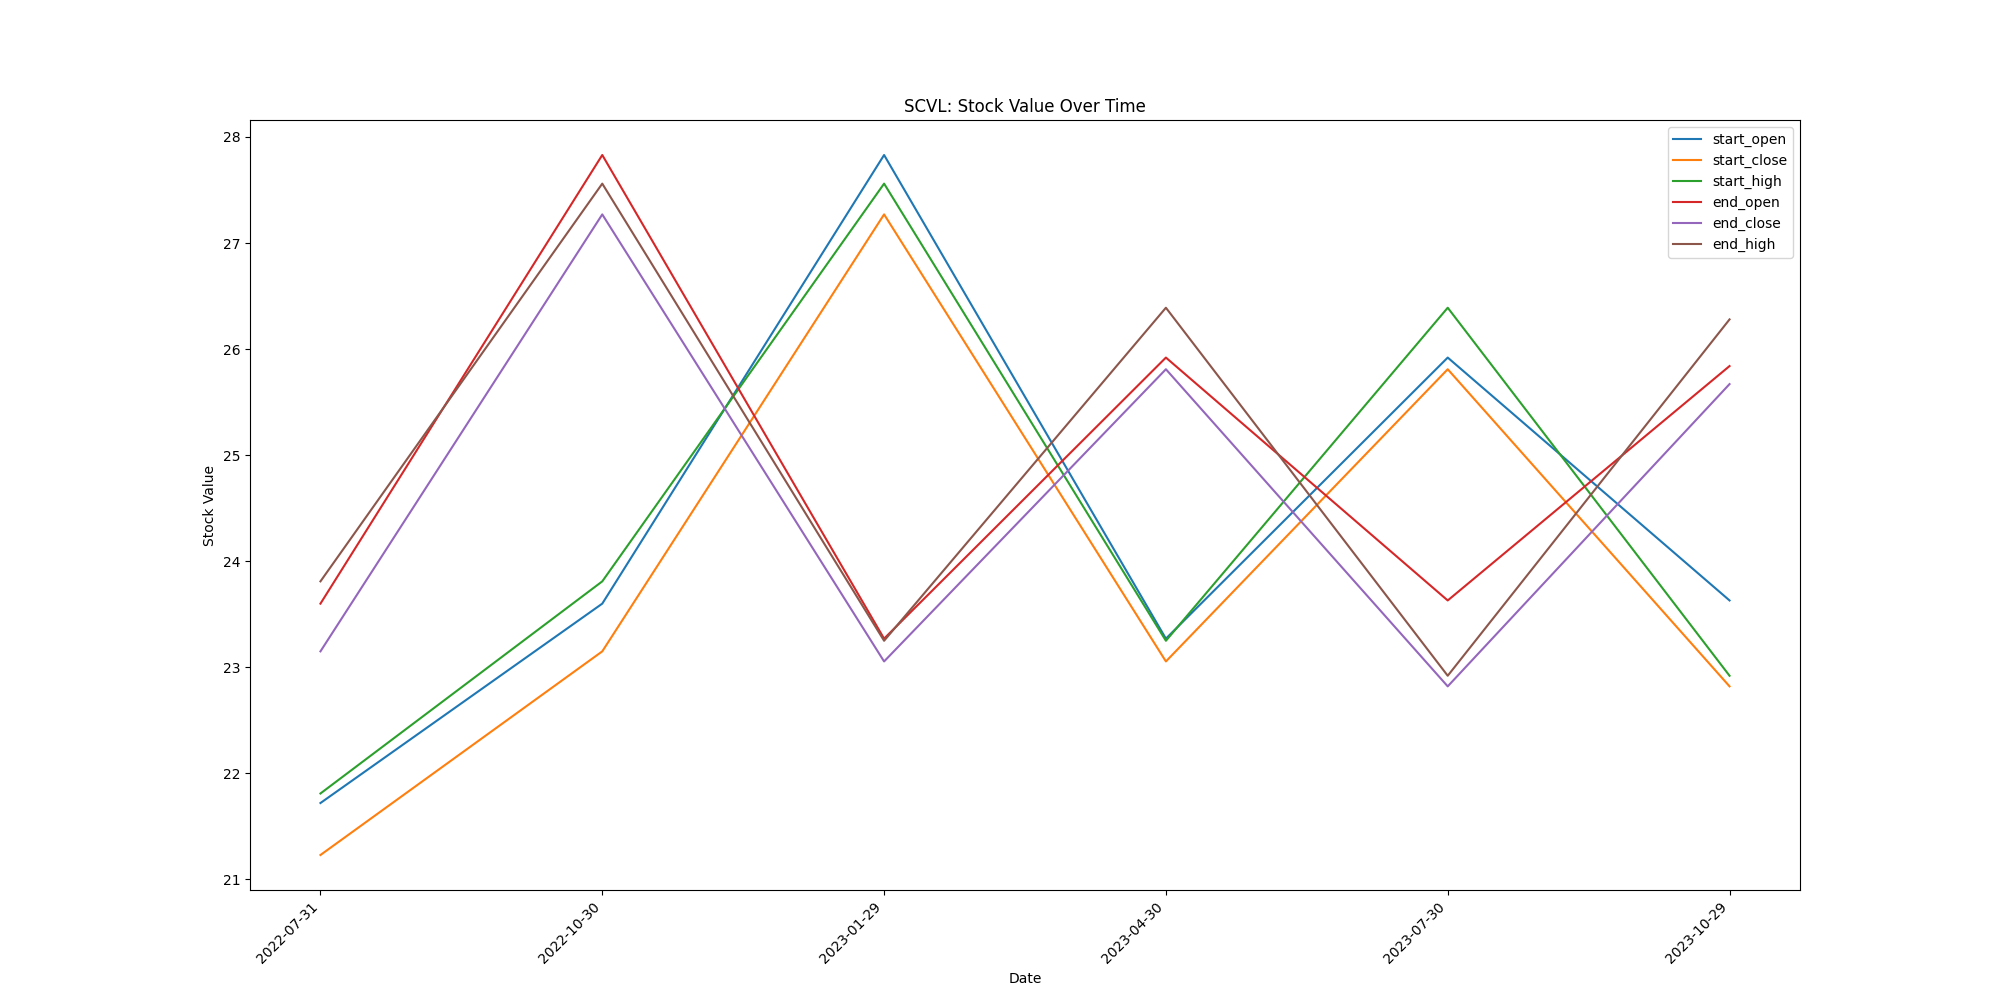 SCVL: Stock Value Over Time
28
27
26
25
24
23
22
21
Stock Value
start_open
start_close
start_high
end_open
end_close
end_high
2022-07-31
2022-10-30
2023-01-29
2023-04-30
2023-07-30
2023-10-29
Date